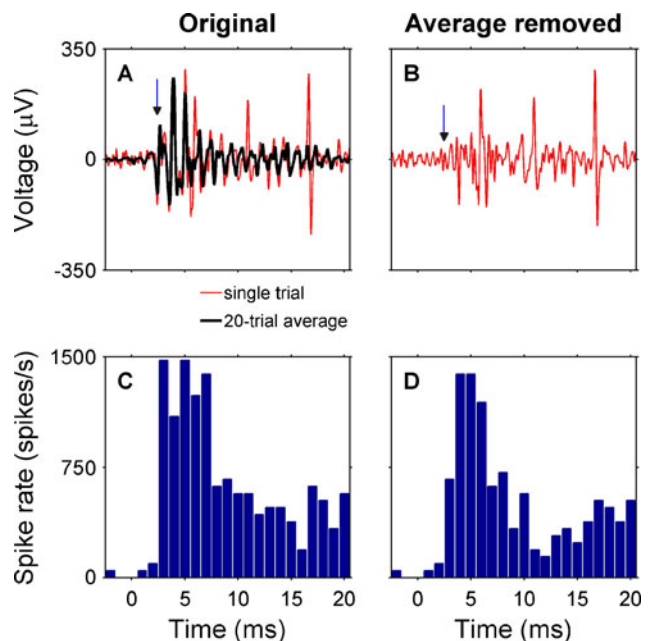 Original
Average removed
Voltage (µV)
350
0
-350
A
B
single trial
20-trial average
Spike rate (spikes/s)
1500
750
0
C
D
0 5 10 15 20
0 5 10 15 20
Time (ms)
Time (ms)